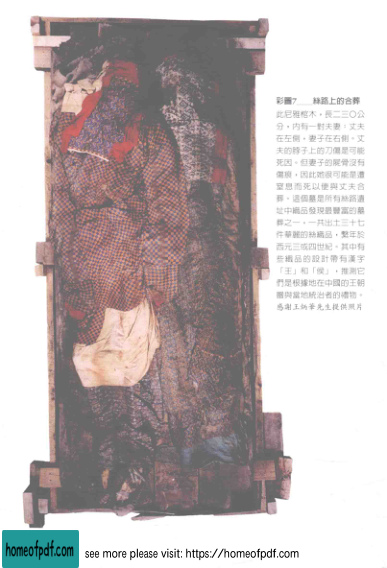 彩圖7 絲路上的合葬
此尼雅棺木，長二三〇公
分，內有一對夫妻：丈夫
在左側，妻子在右側。丈
夫的脖子上的刀傷是可能
死因。但妻子的屍骨沒有
傷痕，因此她很可能是遭
窒息而死以便與丈夫合
葬。這個墓是所有絲路遺
址中織品發現最豐富的墓
葬之一，一共出土三十七
件華麗的絲織品，繫年於
西元三或四世紀。其中有
些織品的設計帶有漢字
「王」和「侯」，推測它
們是根據地在中國的王朝
贈與當地統治者的禮物。
感謝王炳華先生提供照片
homeofpdf.com
see more please visit: https://homeofpdf.com